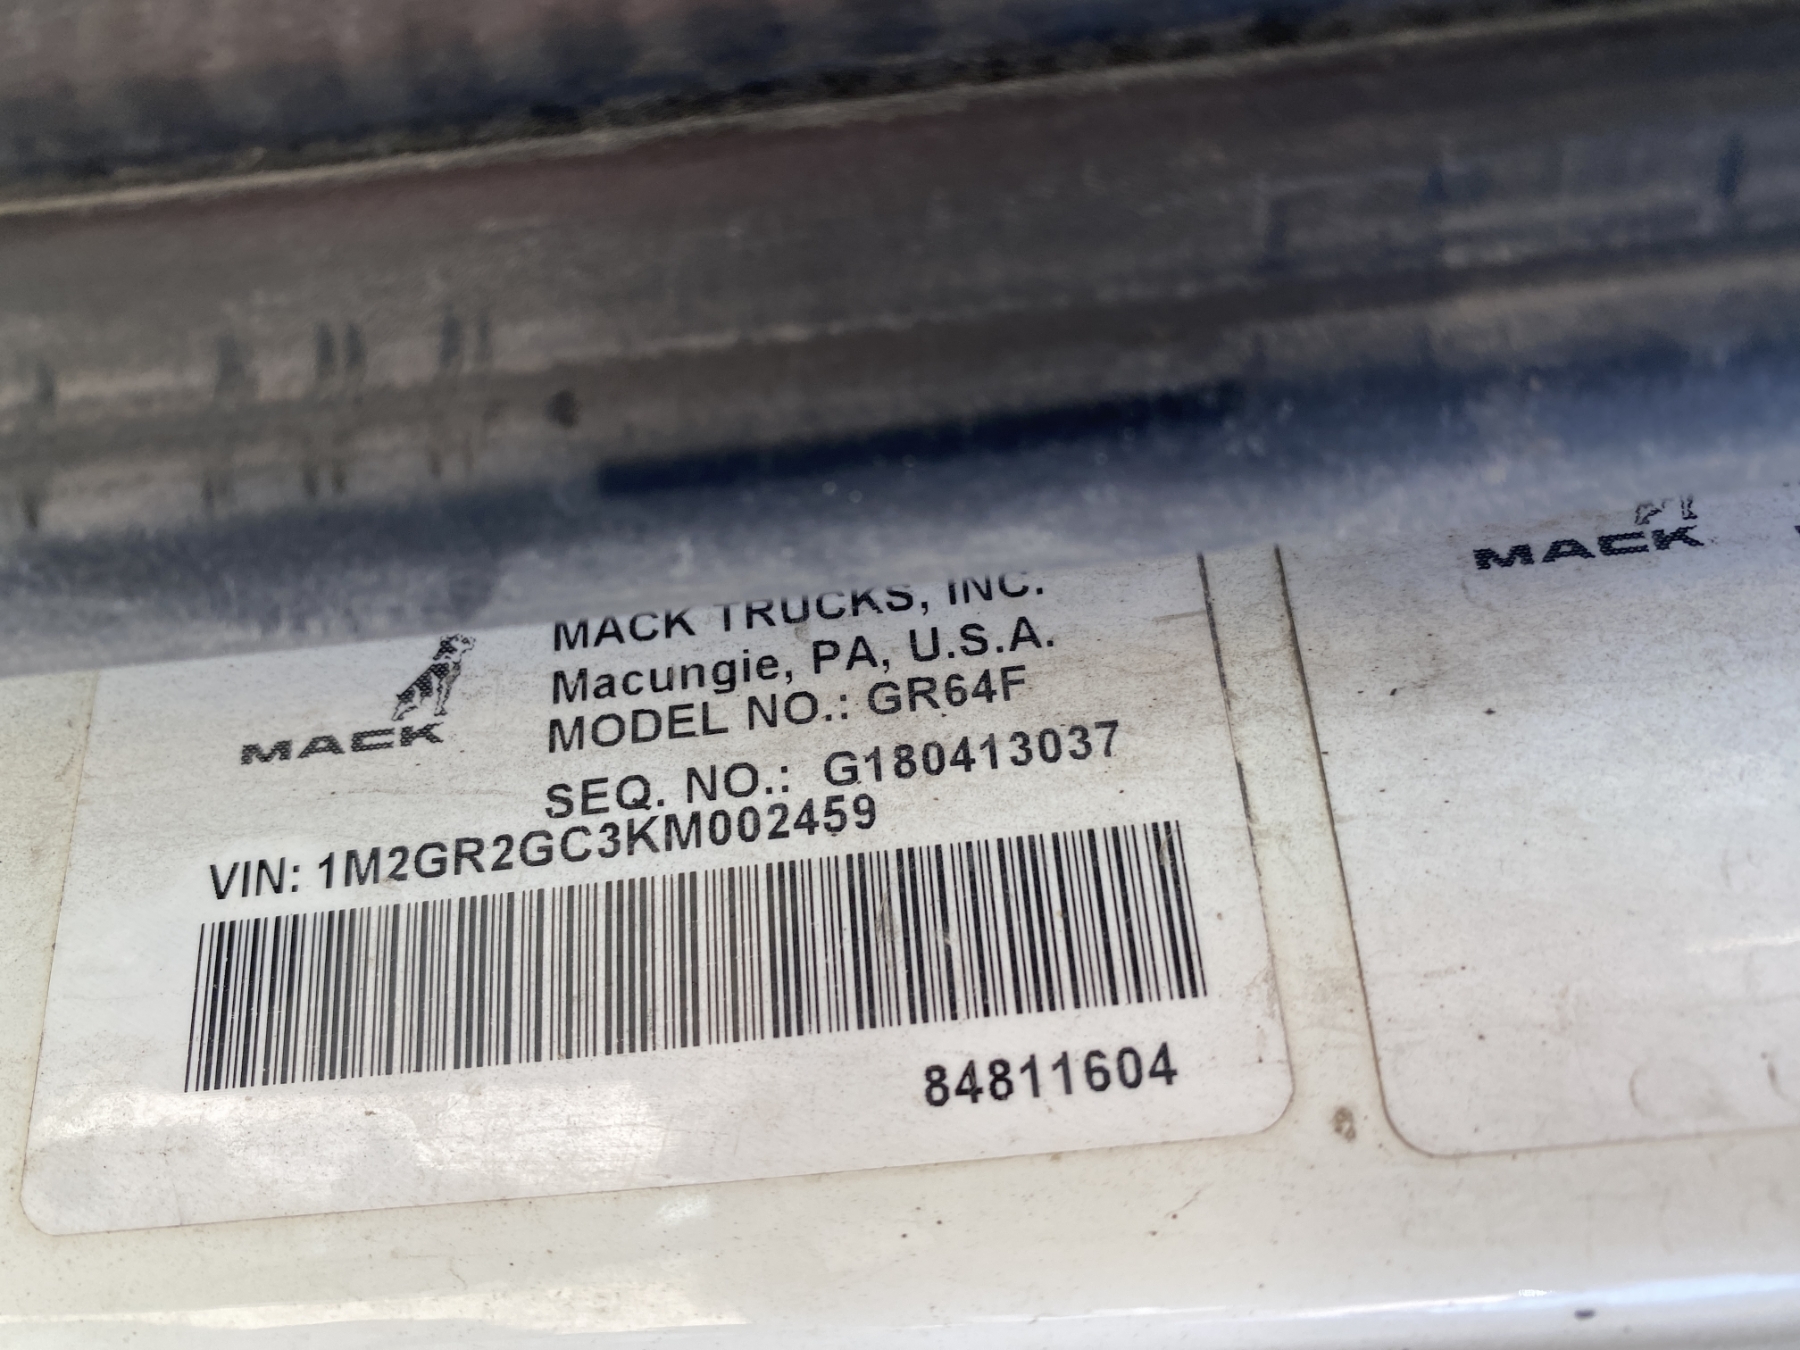 MACK TRUCKS, INC.
Macungie, PA, U.S.A.
MACK
MODEL NO.: GR64F
SEQ. NO.: G180413037
VIN: 1M2GR2GC3KM002459
84811604
MACK